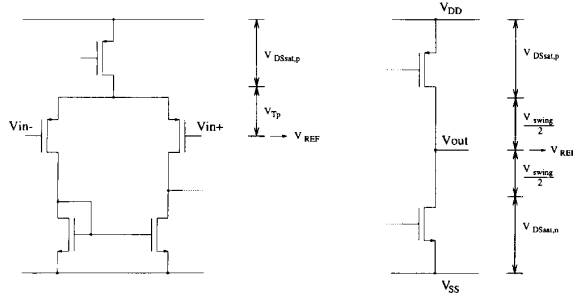 V DSsat,p
V Tp
Vin-
Vin+
V REF
V DD
V DSsat,p
V swing
2
Vout
V REF
V swing
2
V DSsat,n
V SS